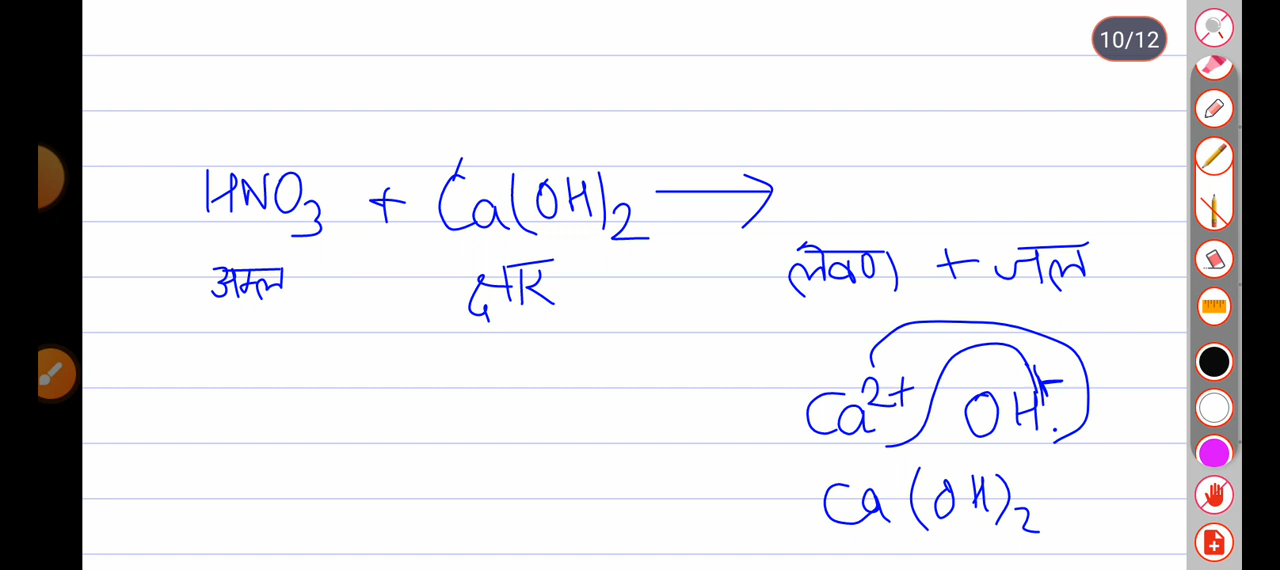 10/12
HNO₃ + Ca(OH)₂ ⟶
अम्ल क्षार लवण + जल
Ca²⁺ OH
Ca(OH)₂